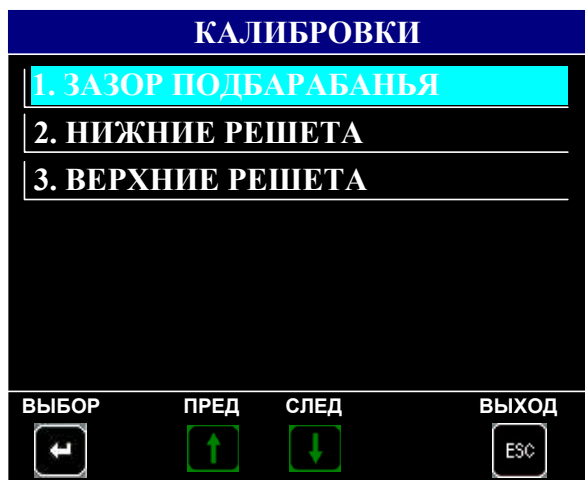 КАЛИБРОВКИ
1. ЗАЗОР ПОДБАРАБАНЬЯ
2. НИЖНИЕ РЕШЕТА
3. ВЕРХНИЕ РЕШЕТА
ВЫБОР ПРЕД СЛЕД ВЫХОД
ESC